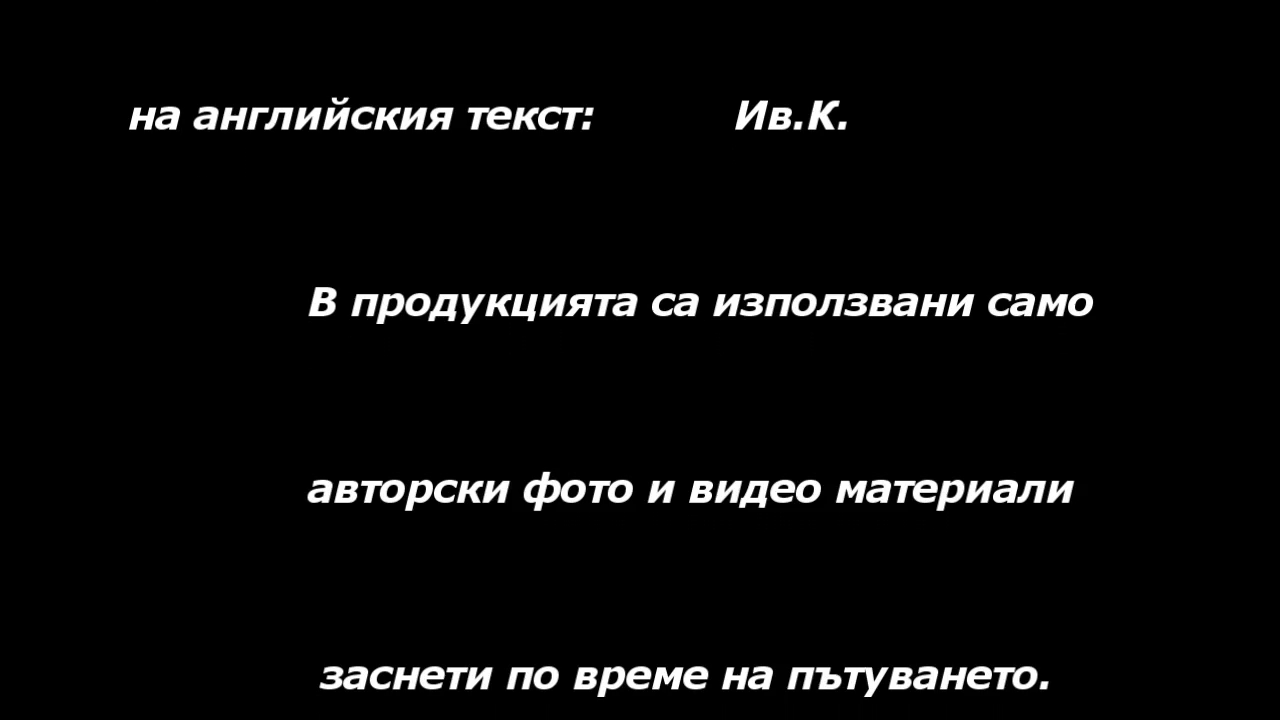 на английския текст: Ив.К.
В продукцията са използвани само
авторски фото и видео материали
заснети по време на пътуването.